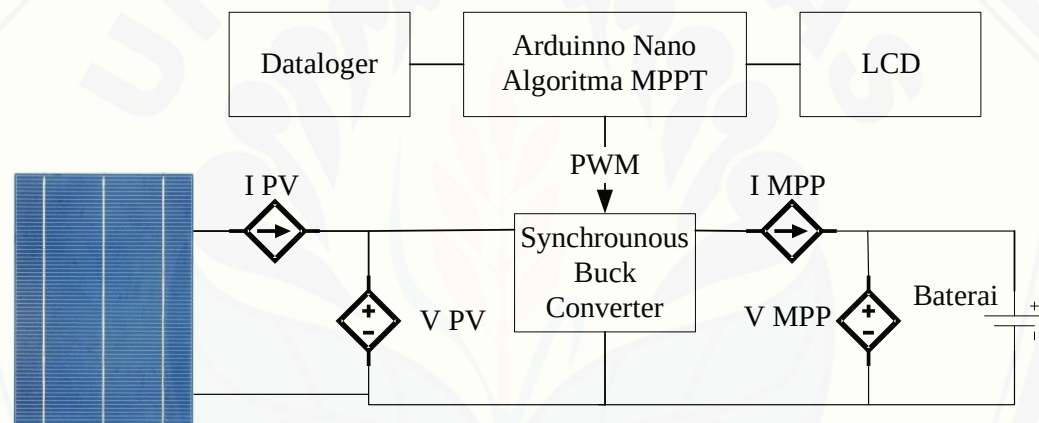 Dataloger
Arduinno Nano
Algoritma MPPT
LCD
PWM
I PV
I MPP
Synchrounous
Buck
Converter
V PV
V MPP
Baterai
+
-
+
-
+
-